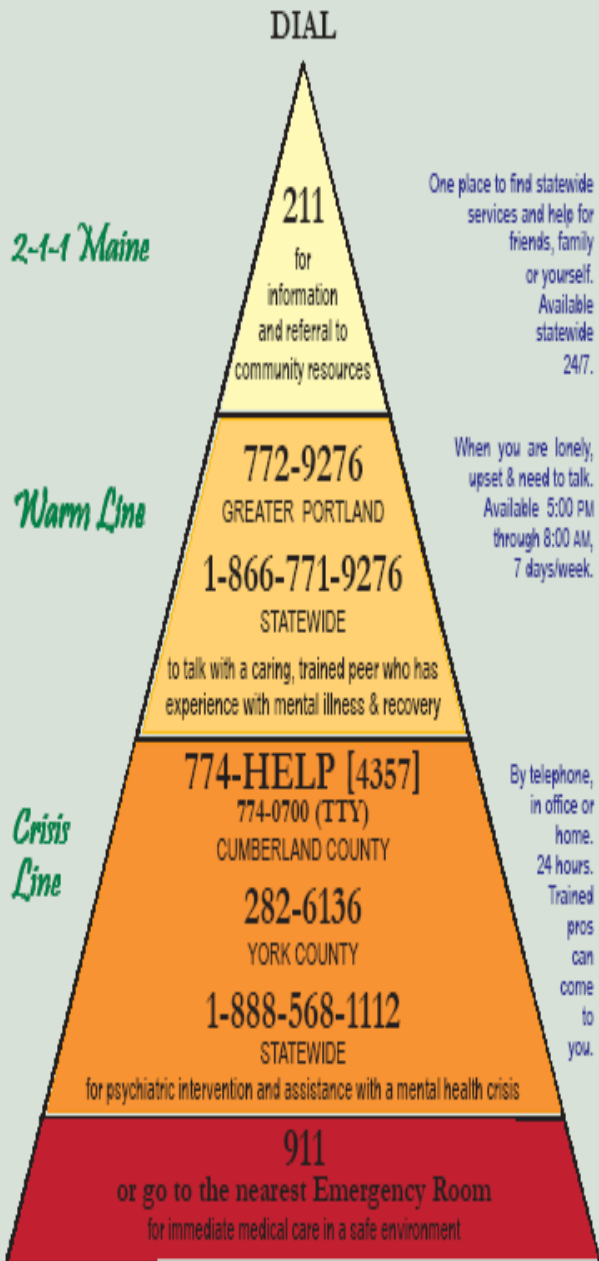 DIAL
2-1-1 Maine
211
for
information
and referral to
community resources
One place to find statewide
services and help for
friends, family
or yourself.
Available
statewide
24/7.
Warm Line
772-9276
GREATER PORTLAND
1-866-771-9276
STATEWIDE
to talk with a caring, trained peer who has
experience with mental illness & recovery
When you are lonely,
upset & need to talk.
Available 5:00 PM
through 8:00 AM,
7 days/week.
Crisis
Line
774-HELP [4357]
774-0700 (TTY)
CUMBERLAND COUNTY
282-6136
YORK COUNTY
1-888-568-1112
STATEWIDE
for psychiatric intervention and assistance with a mental health crisis
By telephone,
in office or
home.
24 hours.
Trained
pros
can
come
to
you.
911
or go to the nearest Emergency Room
for immediate medical care in a safe environment